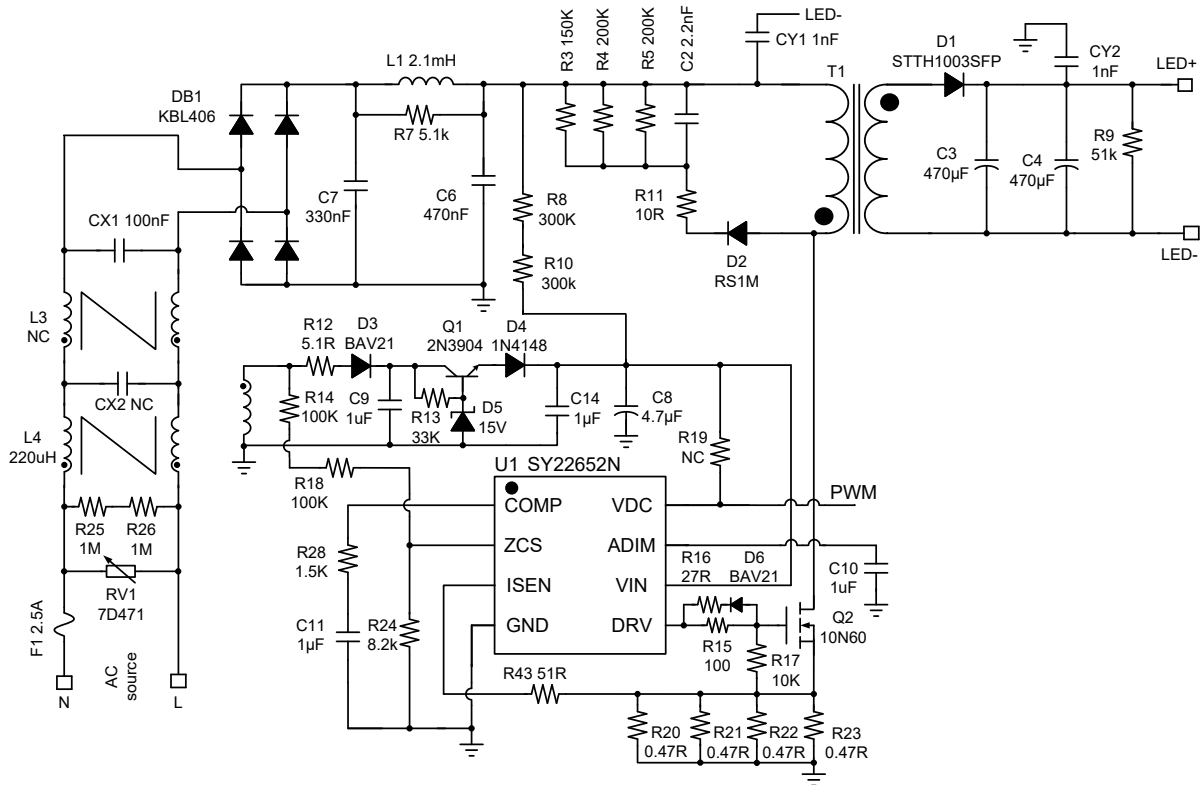 LED-
CY1 1nF
R3 150K
R4 200K
R5 200K
C2 2.2nF
L1 2.1mH
R7 5.1k
DB1
KBL406
C7
330nF
C6
470nF
R8
300K
R10
300k
R11
10R
D2
RS1M
T1
D1
STTH1003SFP
CY2
1nF
LED+
C3
470µF
C4
470µF
R9
51k
LED-
CX1 100nF
L3
NC
CX2 NC
L4
220uH
R25
1M
R26
1M
RV1
7D471
F1 2.5A
AC
source
N
L
R12
5.1R
D3
BAV21
Q1
2N3904
D4
1N4148
R14
100K
C9
1uF
R13
33K
D5
15V
C14
1µF
C8
4.7µF
R19
NC
R18
100K
U1 SY22652N
COMP
ZCS
ISEN
GND
VDC
ADIM
VIN
DRV
PWM
R28
1.5K
C11
1µF
R24
8.2k
R16
27R
D6
BAV21
C10
1uF
R15
100
R17
10K
Q2
10N60
R43 51R
R20
0.47R
R21
0.47R
R22
0.47R
R23
0.47R